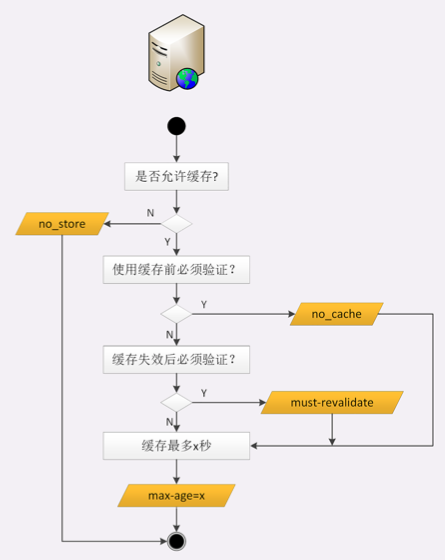 是否允许缓存?
N
no_store
Y
使用缓存前必须验证?
Y
no_cache
N
缓存失效后必须验证?
Y
must-revalidate
N
缓存最多x秒
max-age=x